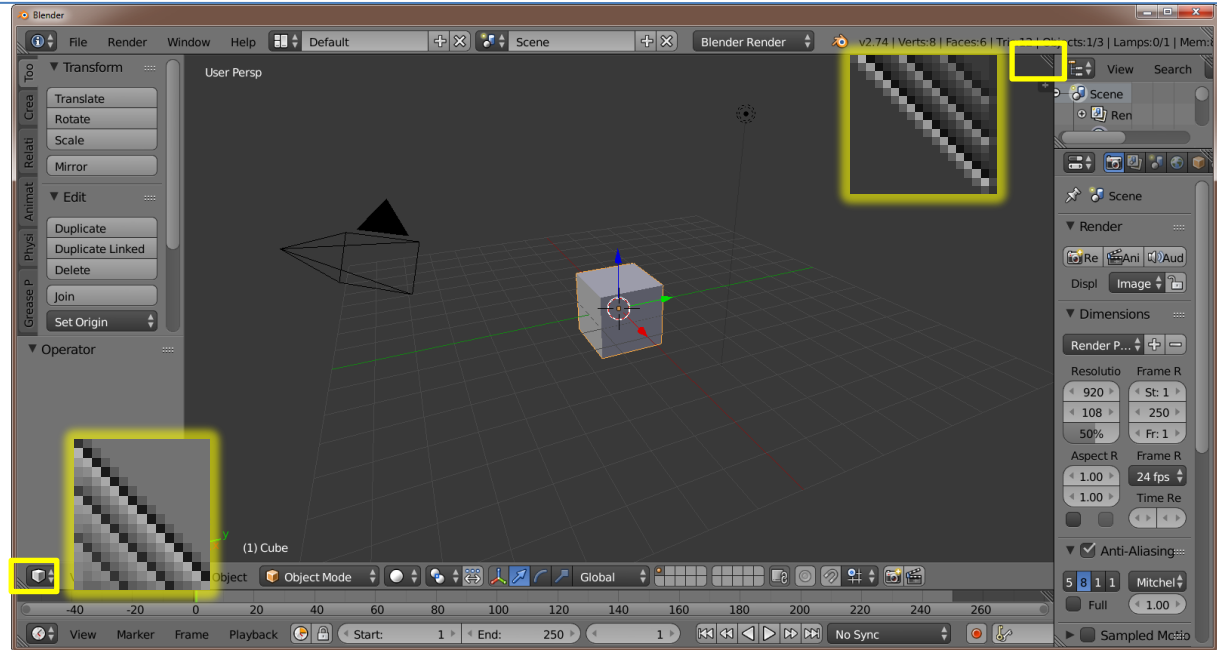 Blender
File Render Window Help Default Scene Blender Render v2.74 | Verts:8 | Faces:6 | Objects:1/3 | Lamps:0/1 | Mem:
Too
Crea
Relati
Animat
Physi
Grease P
Transform
Translate
Rotate
Scale
Mirror
Edit
Duplicate
Duplicate Linked
Delete
Join
Set Origin
Operator
User Persp
y
(1) Cube
View Search
Scene
Ren
Scene
Render
Re Ani Aud
Displ Image
Dimensions
Render P...
Resolutio Frame R
920 St: 1
108 250
50% Fr: 1
Aspect R Frame R
1.00 24 fps
1.00 Time Re
Anti-Aliasing
5 8 1 1 Mitchel
Full 1.00
Sampled Motio
Object Object Mode Global
-40 -20 0 20 40 60 80 100 120 140 160 180 200 220 240 260
View Marker Frame Playback Start: 1 End: 250 1 No Sync